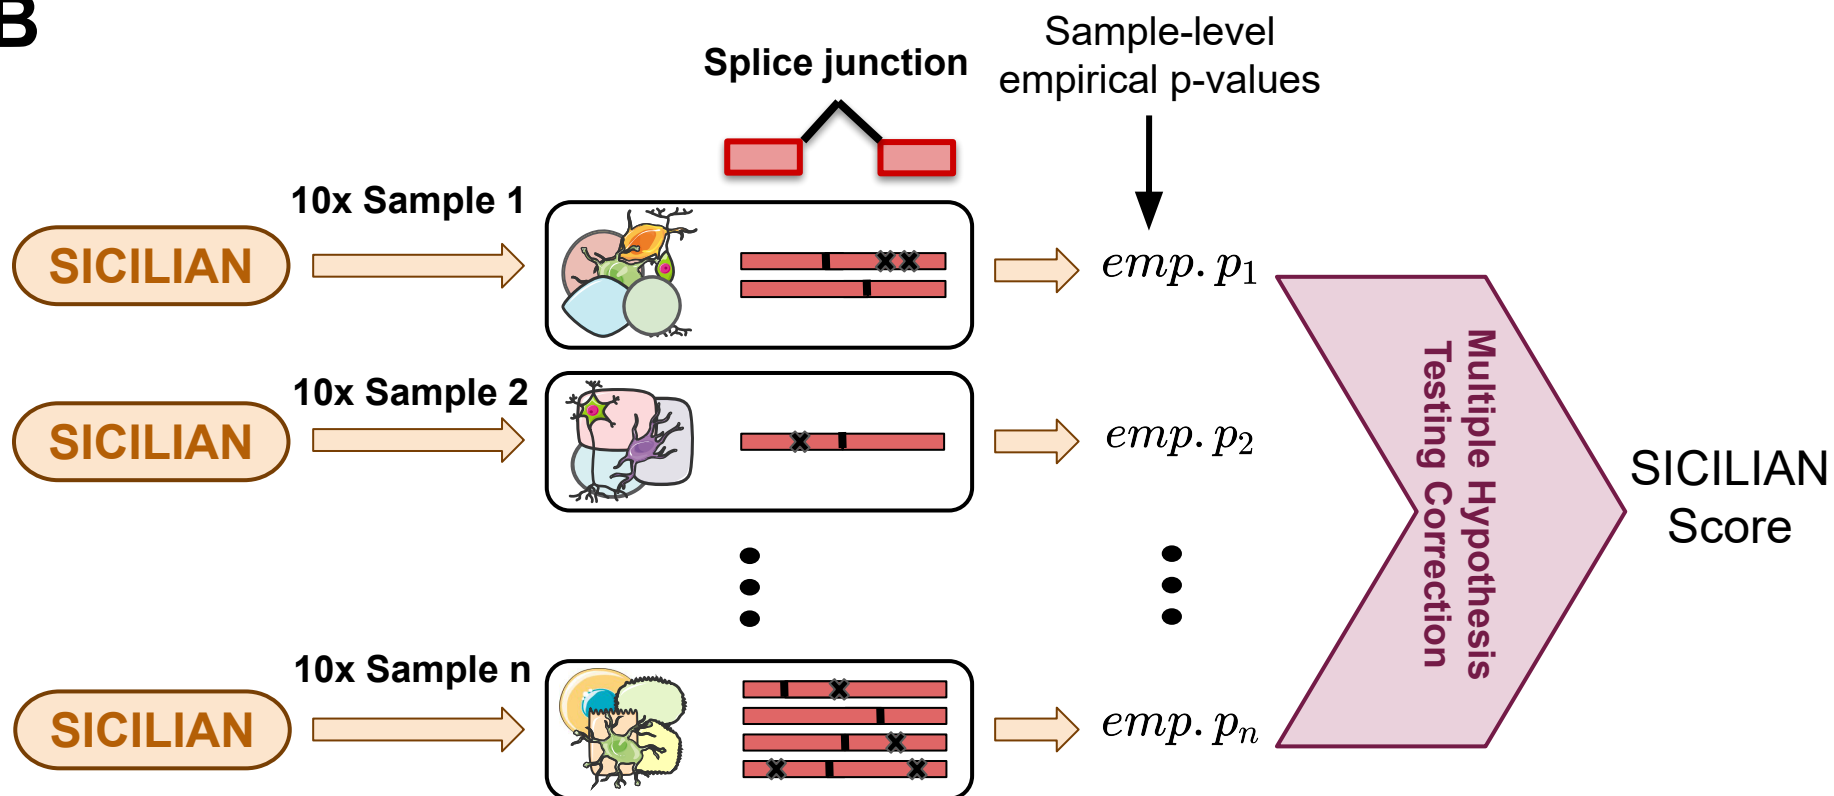 B
Splice junction
Sample-level
empirical p-values
10x Sample 1
SICILIAN
emp. p1
10x Sample 2
SICILIAN
emp. p2
Multiple Hypothesis
Testing Correction
SICILIAN
Score
10x Sample n
SICILIAN
emp. pn